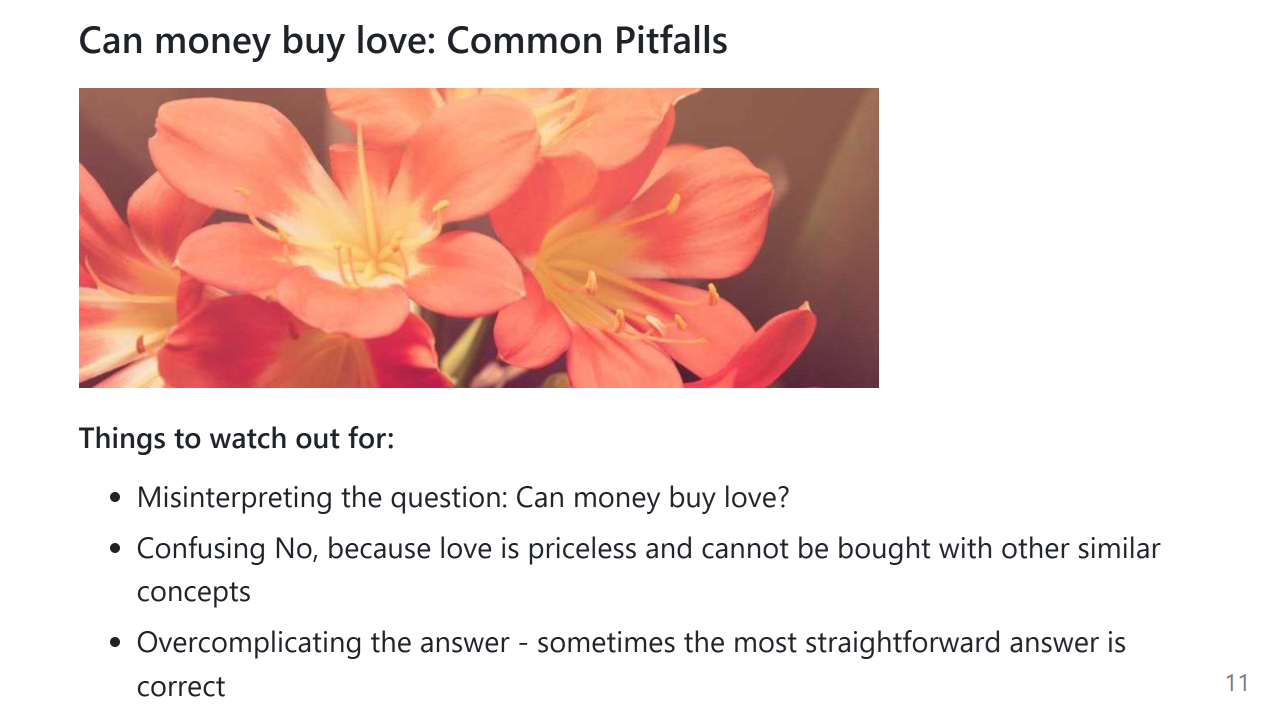 Can money buy love: Common Pitfalls
Things to watch out for:
Misinterpreting the question: Can money buy love?
Confusing No, because love is priceless and cannot be bought with other similar
concepts
Overcomplicating the answer - sometimes the most straightforward answer is
correct
11